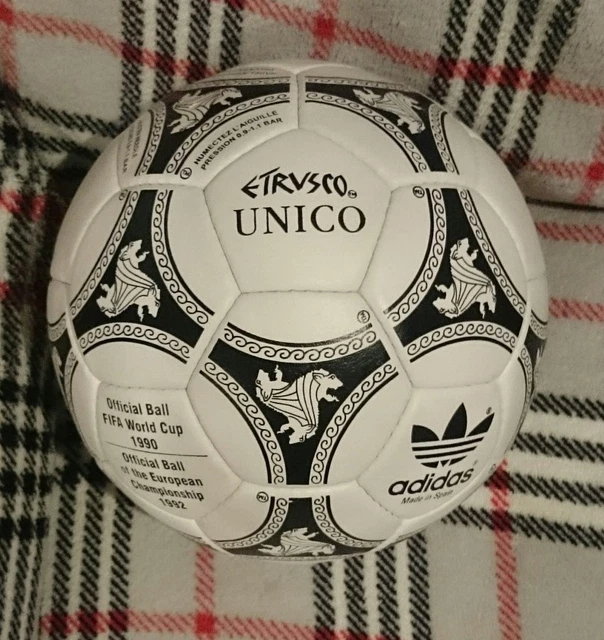 HUMECTEZ L'AIGUILLE
PRESSION 0.9-1.1 BAR
ETRVSCO TM
UNICO
Official Ball
FIFA World Cup
1990
Official Ball
of the European
Championship
1992
adidas
Made in Spain